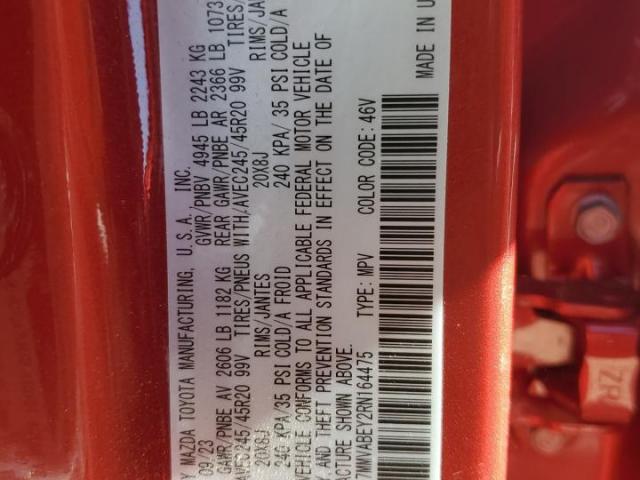 Y MAZDA TOYOTA MANUFACTURING, U.S.A. INC.
09/23 GVWR/PNBV 4945 LB 2243 KG
GAWR/PNBE AV 2606 LB 1182 KG REAR GAWR/PNBE AR 2366 LB 1073
AVEC245/45R20 99V TIRES/PNEUS WITH/AVEC245/45R20 99V TIRES/
20X8J RIMS/JANTES 20X8J RIMS/JA
240 KPA/35 PSI COLD/A FROID 240 KPA/ 35 PSI COLD/A
VEHICLE CONFORMS TO ALL APPLICABLE FEDERAL MOTOR VEHICLE
, AND THEFT PREVENTION STANDARDS IN EFFECT ON THE DATE OF
FACTURE SHOWN ABOVE.
7MMVABEY2RN164475 TYPE: MPV COLOR CODE: 46V MADE IN U
ZR